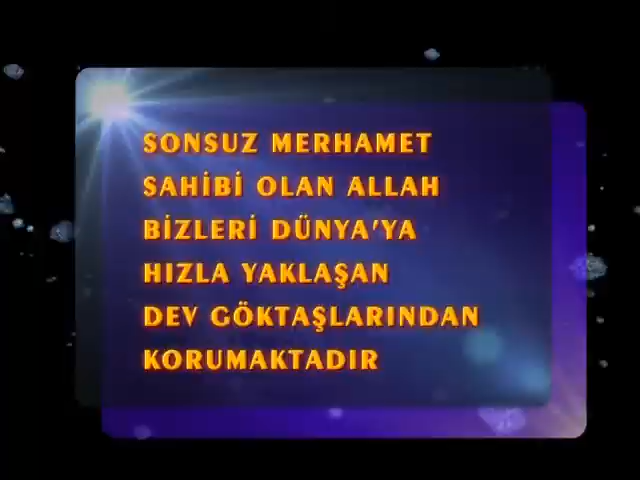 SONSUZ MERHAMET
SAHİBİ OLAN ALLAH
BİZLERİ DÜNYA'YA
HIZLA YAKLAŞAN
DEV GÖKTAŞLARINDAN
KORUMAKTADIR